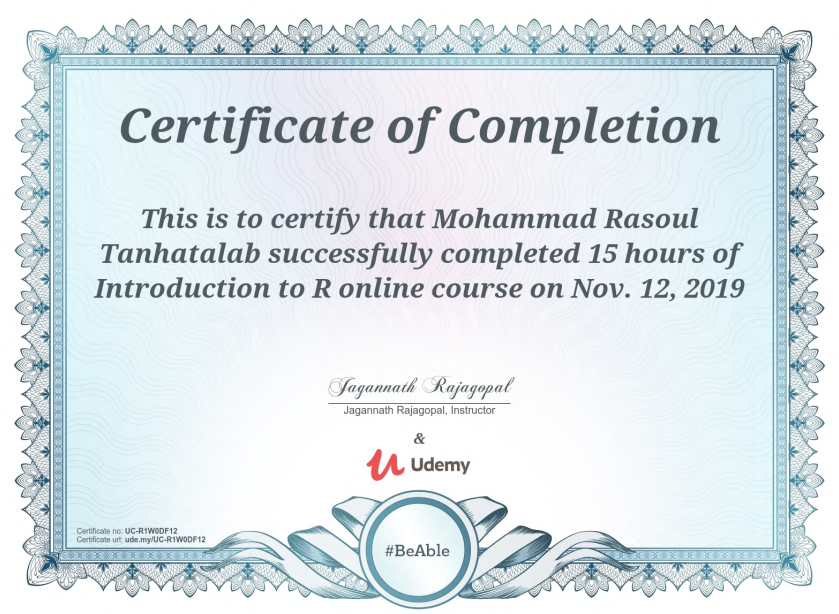 Certificate of Completion
This is to certify that Mohammad Rasoul
Tanhatalab successfully completed 15 hours of
Introduction to R online course on Nov. 12, 2019
Jagannath Rajagopal
Jagannath Rajagopal, Instructor
&
Udemy
Certificate no: UC-R1W0DF12
Certificate url: ude.my/UC-R1W0DF12
#BeAble